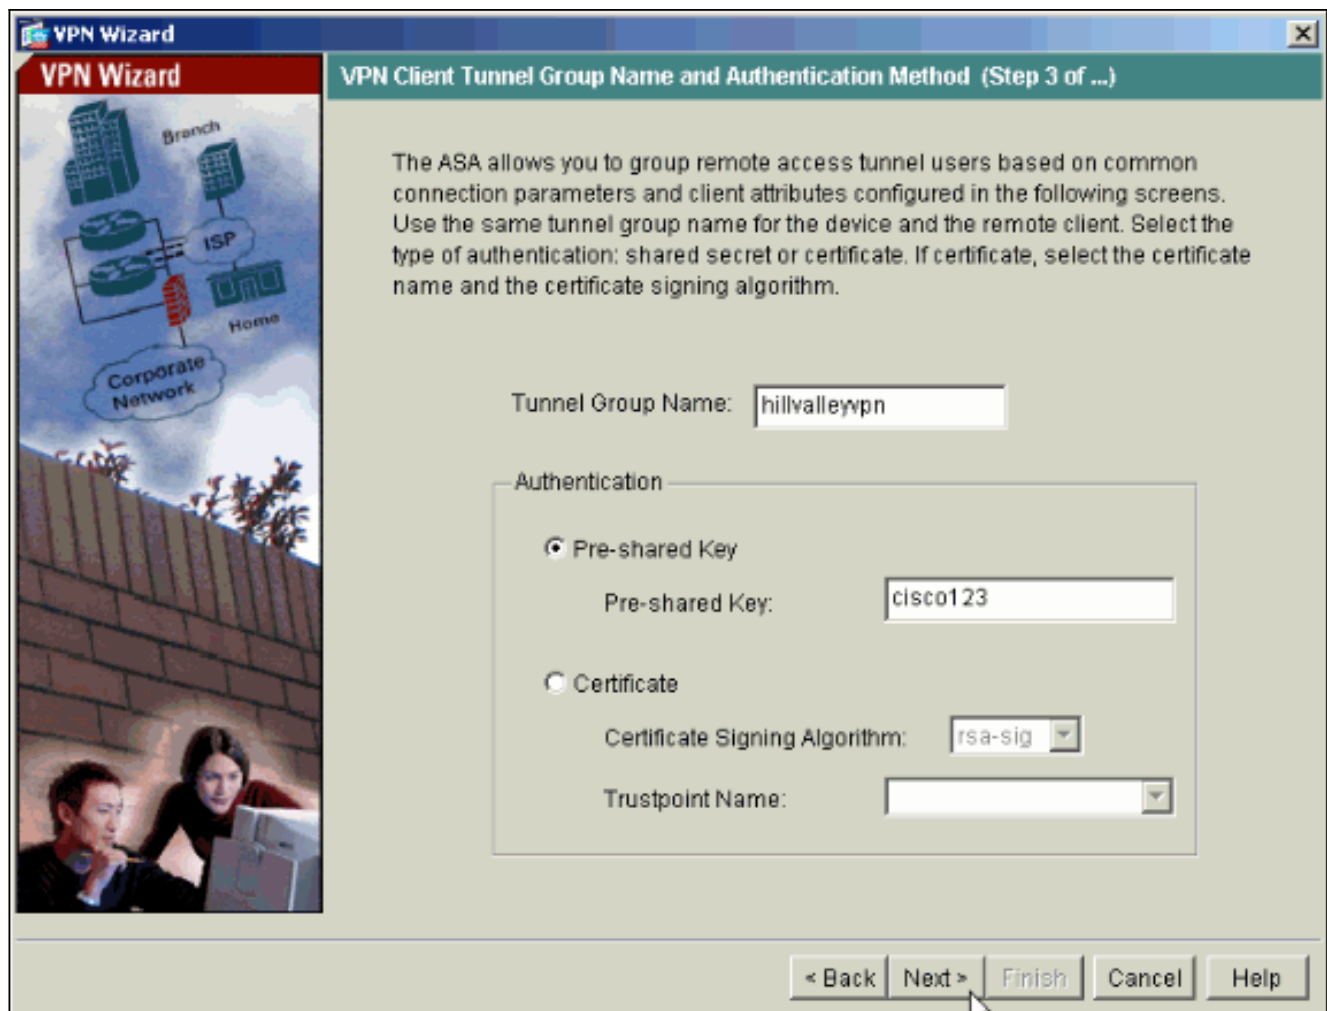 VPN Wizard
VPN Wizard
VPN Client Tunnel Group Name and Authentication Method (Step 3 of ...)
Branch
ISP
Home
Corporate
Network
The ASA allows you to group remote access tunnel users based on common
connection parameters and client attributes configured in the following screens.
Use the same tunnel group name for the device and the remote client. Select the
type of authentication: shared secret or certificate. If certificate, select the certificate
name and the certificate signing algorithm.
Tunnel Group Name: hillvalleyvpn
Authentication
Pre-shared Key
Pre-shared Key: cisco123
Certificate
Certificate Signing Algorithm: rsa-sig
Trustpoint Name:
< Back Next > Finish Cancel Help